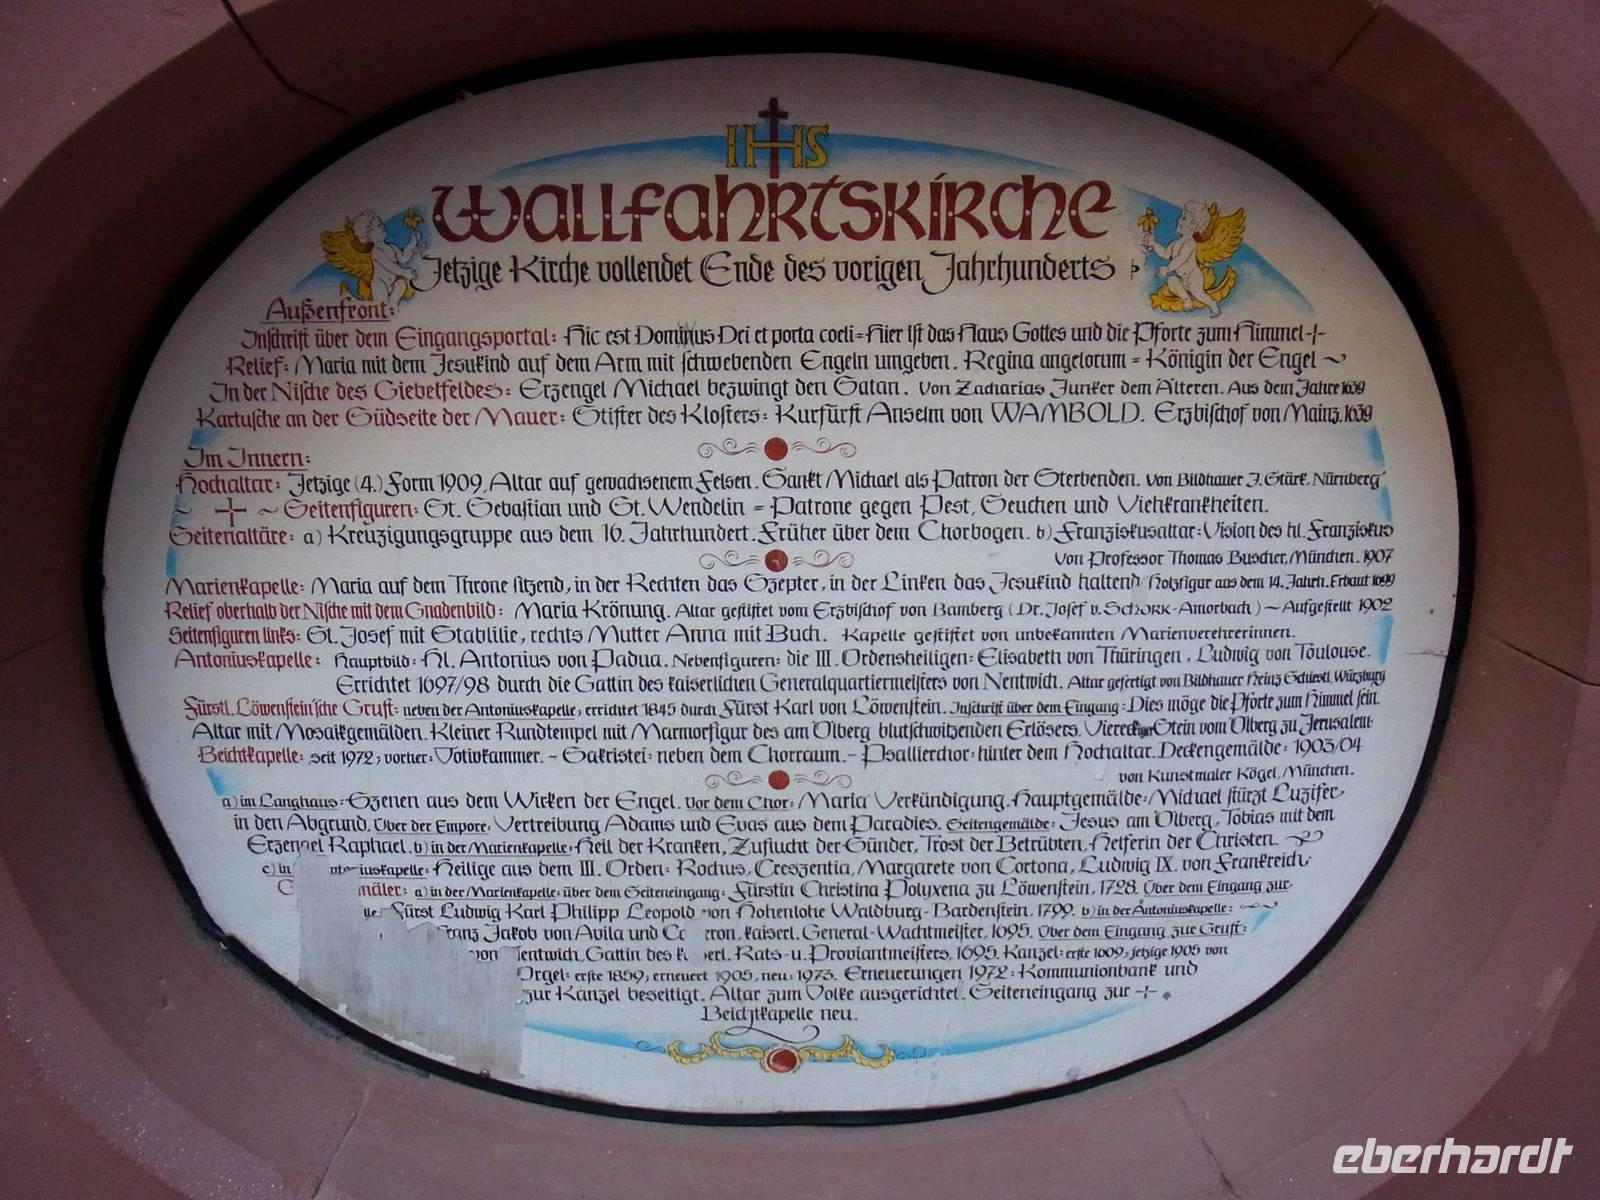 IHS
Wallfahrtskirche
Jetzige Kirche vollendet Ende des vorigen Jahrhunderts
Außenfront:
Inschrift über dem Eingangsportal: Hic est Dominus Dei et porta coeli = Hier ist das Haus Gottes und die Pforte zum Himmel
Relief: Maria mit dem Jesukind auf dem Arm mit schwebenden Engeln umgeben. Regina angelorum = Königin der Engel ~
In der Nische des Giebelfeldes: Erzengel Michael bezwingt den Satan. Von Zacharias Junker dem Älteren. Aus dem Jahre 1639
Kartusche an der Südseite der Mauer: Stifter des Klosters: Kurfürst Anselm von WAMBOLD. Erzbischof von Mainz. 1639
Im Innern:
Hochaltar: Jetzige (4.) Form 1909, Altar auf gewachsenem Felsen. Sankt Michael als Patron der Sterbenden. Von Bildhauer J. Stärk, Nürnberg
~ ~ Seitenfiguren: St. Sebastian und St. Wendelin = Patrone gegen Pest, Seuchen und Viehkrankheiten.
Seitenaltäre: a) Kreuzigungsgruppe aus dem 16. Jahrhundert. Früher über dem Chorbogen. b) Franziskusaltar: Vision des hl. Franziskus
Von Professor Thomas Buscher, München. 1907
Marienkapelle: Maria auf dem Throne sitzend, in der Rechten das Szepter, in der Linken das Jesukind haltend Holzfigur aus dem 14. Jahrh. Erbaut 1699
Relief oberhalb der Nische mit dem Gnadenbild: Maria Krönung. Altar gestiftet vom Erzbischof von Bamberg (Dr. Josef v. Schork-Amorbach) ~ Aufgestellt 1902
Seitenfiguren links: St. Josef mit Stablilie, rechts Mutter Anna mit Buch. Kapelle gestiftet von unbekannten Marienverehrerinnen.
Antoniuskapelle: Hauptbild: Hl. Antonius von Padua. Nebenfiguren: die III. Ordensheiligen: Elisabeth von Thüringen, Ludwig von Toulouse.
Errichtet 1697/98 durch die Gattin des kaiserlichen Generalquartiermeisters von Nentwich. Altar gefertigt von Bildhauer Heinz Schiestl, Würzburg
Fürstl. Löwenstein'sche Gruft: neben der Antoniuskapelle, errichtet 1845 durch Fürst Karl von Löwenstein. Inschrift über dem Eingang: Dies möge die Pforte zum Himmel sein.
Altar mit Mosaikgemälden. Kleiner Rundtempel mit Marmorfigur des am Ölberg blutschwitzenden Erlösers. Viereckiger Stein vom Ölberg zu Jerusalem.
Beichtkapelle: seit 1972; vorher: Votivkammer. - Sakristei: neben dem Chorraum. - Psallierchor: hinter dem Hochaltar. Deckengemälde: 1903/04
von Kunstmaler Kögel, München.
a) im Langhaus: Szenen aus dem Wirken der Engel. Vor dem Chor: Maria Verkündigung. Hauptgemälde: Michael stürzt Luzifer
in den Abgrund. Über der Empore: Vertreibung Adams und Evas aus dem Paradies. Seitengemälde: Jesus am Ölberg, Tobias mit dem
Erzengel Raphael. b) in der Marienkapelle: Heil der Kranken, Zuflucht der Sünder, Trost der Betrübten, Helferin der Christen.
c) in ntoniuskapelle: Heilige aus dem III. Orden: Rochus, Creszentia, Margarete von Cortona, Ludwig IX. von Frankreich.
mäler: a) in der Marienkapelle: über dem Seiteneingang: Fürstin Christina Polyxena zu Löwenstein, 1728. Über dem Eingang zur
Fürst Ludwig Karl Philipp Leopold von Hohenlohe Waldburg-Bardenstein. 1799. b) in der Antoniuskapelle:
Franz Jakob von Avila und Ca eron, kaiserl. General-Wachtmeister, 1695. Über dem Eingang zur Gruft:
von Nentwich, Gattin des k erl. Rats- u. Proviantmeisters, 1695. Kanzel: erste 1609; jetzige 1905 von
Orgel: erste 1859; erneuert 1905, neu: 1973. Erneuerungen 1972: Kommunionbank und
zur Kanzel beseitigt. Altar zum Volke ausgerichtet. Seiteneingang zur
Beichtkapelle neu.
eberhardt